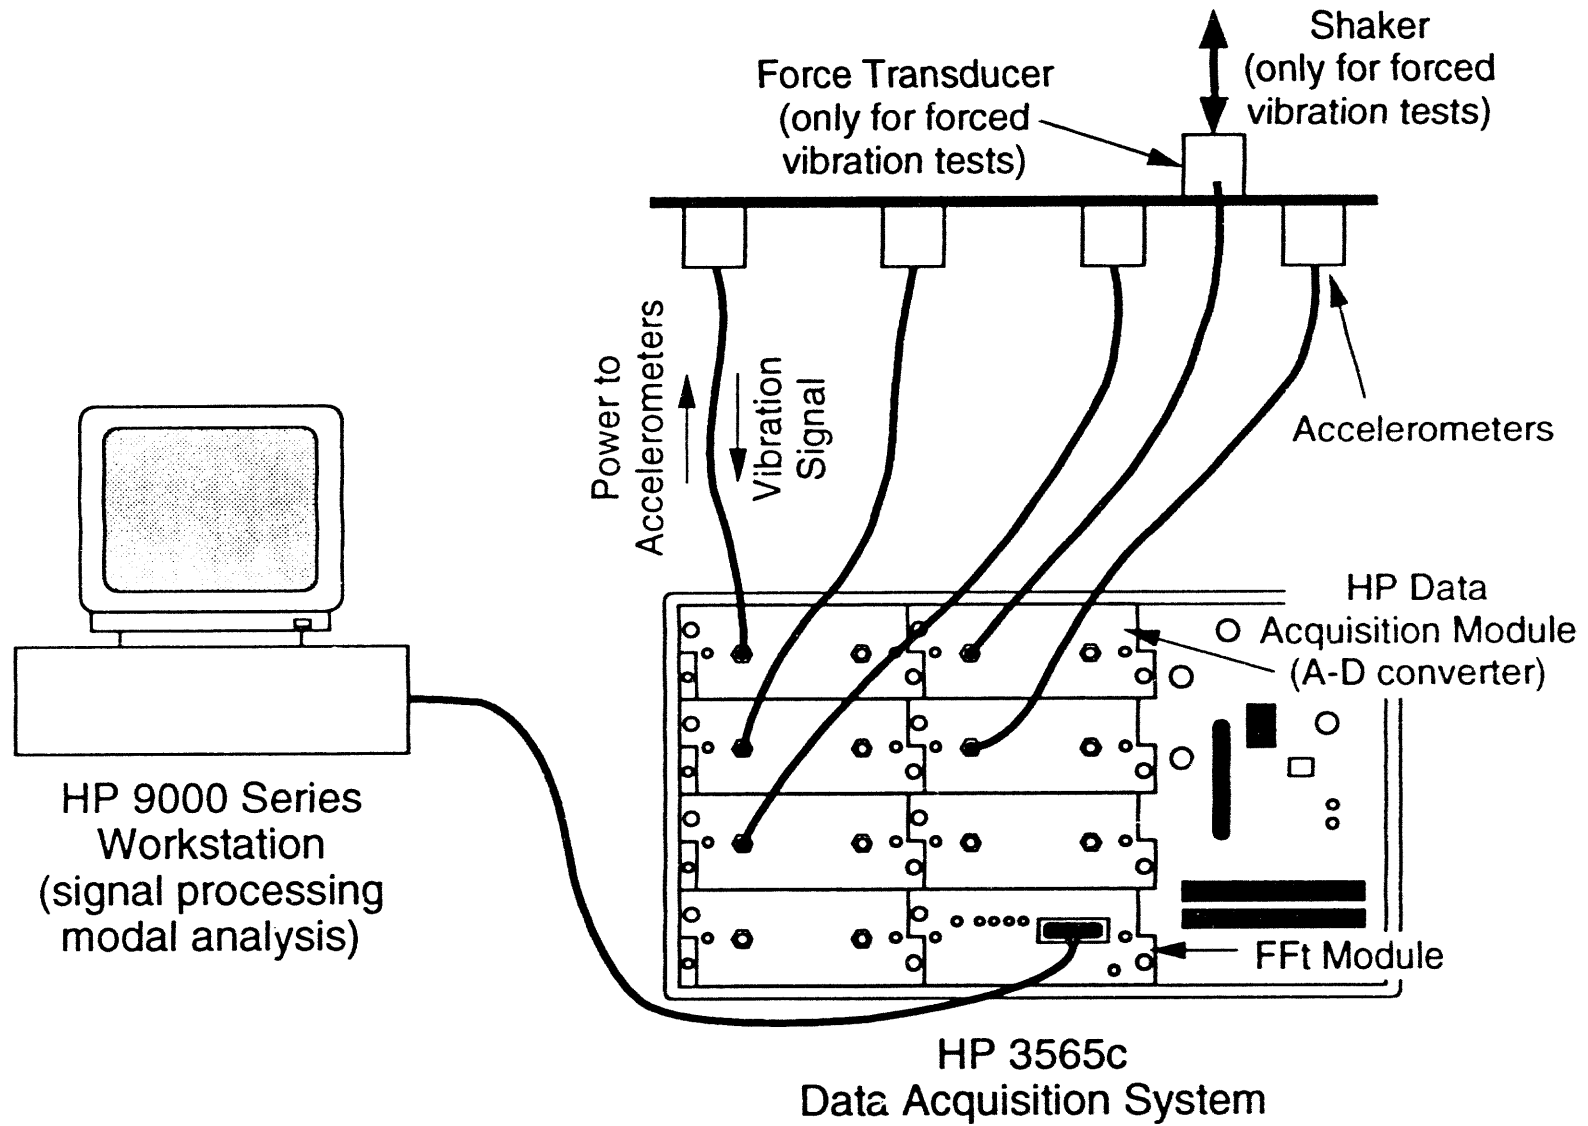 Shaker
(only for forced
vibration tests)
Force Transducer
(only for forced
vibration tests)
Power to
Accelerometers
Vibration
Signal
Accelerometers
HP Data
Acquisition Module
(A-D converter)
HP 9000 Series
Workstation
(signal processing
modal analysis)
FFt Module
HP 3565c
Data Acquisition System